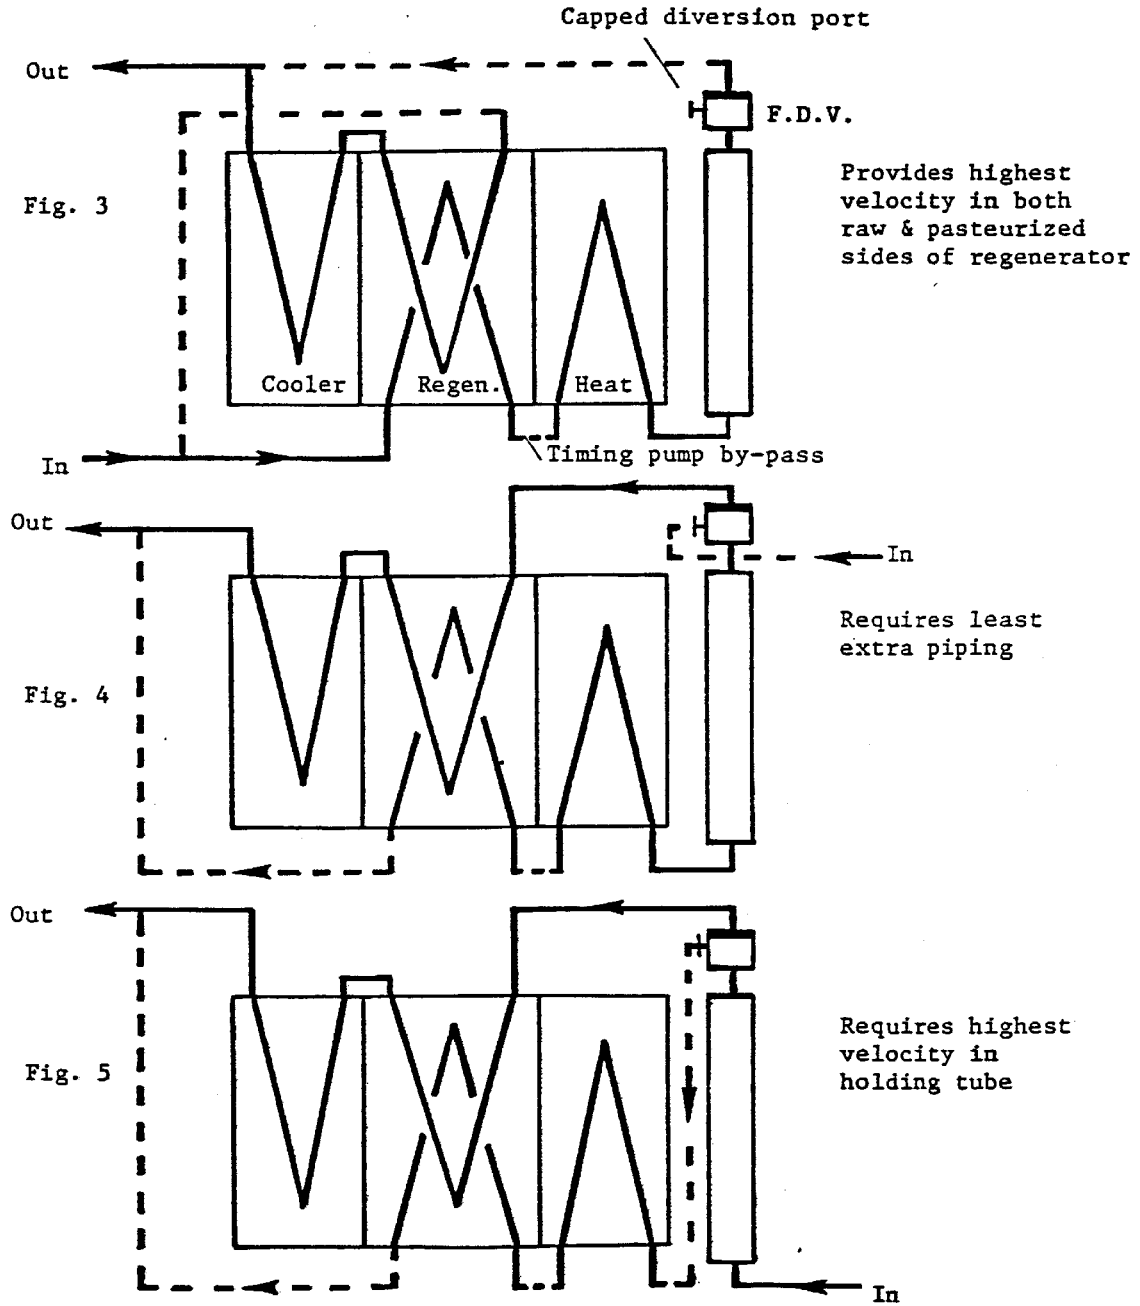 Capped diversion port
Out
F.D.V.
Fig. 3
Provides highest
velocity in both
raw & pasteurized
sides of regenerator
Cooler
Regen.
Heat
In
Timing pump by-pass
Out
In
Requires least
extra piping
Fig. 4
Out
Fig. 5
Requires highest
velocity in
holding tube
In